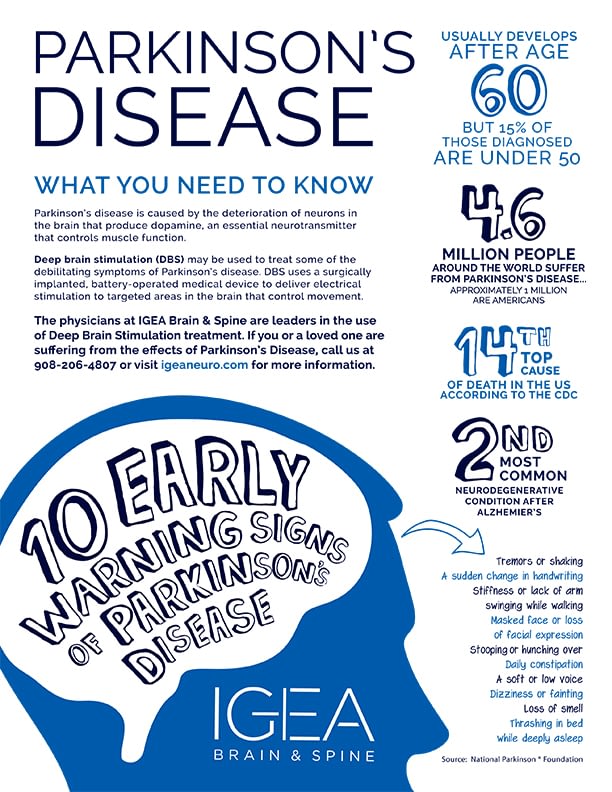 PARKINSON'S
DISEASE
WHAT YOU NEED TO KNOW
Parkinson's disease is caused by the deterioration of neurons in
the brain that produce dopamine, an essential neurotransmitter
that controls muscle function.
Deep brain stimulation (DBS) may be used to treat some of the
debilitating symptoms of Parkinson's disease. DBS uses a surgically
implanted, battery-operated medical device to deliver electrical
stimulation to targeted areas in the brain that control movement.
The physicians at IGEA Brain & Spine are leaders in the use
of Deep Brain Stimulation treatment. If you or a loved one are
suffering from the effects of Parkinson's Disease, call us at
908-206-4807 or visit igeaneuro.com for more information.
USUALLY DEVELOPS
AFTER AGE
60
BUT 15% OF
THOSE DIAGNOSED
ARE UNDER 50
4.6
MILLION PEOPLE
AROUND THE WORLD SUFFER
FROM PARKINSON'S DISEASE...
APPROXIMATELY 1 MILLION
ARE AMERICANS
14TH
TOP
CAUSE
OF DEATH IN THE US
ACCORDING TO THE CDC
2ND
MOST
COMMON
NEURODEGENERATIVE
CONDITION AFTER
ALZHEMIER'S
10 EARLY
WARNING SIGNS
OF PARKINSON'S
DISEASE
Tremors or shaking
A sudden change in handwriting
Stiffness or lack of arm
swinging while walking
Masked face or loss
of facial expression
Stooping or hunching over
Daily constipation
A soft or low voice
Dizziness or fainting
Loss of smell
Thrashing in bed
while deeply asleep
IGEA
BRAIN & SPINE
Source: National Parkinson * Foundation